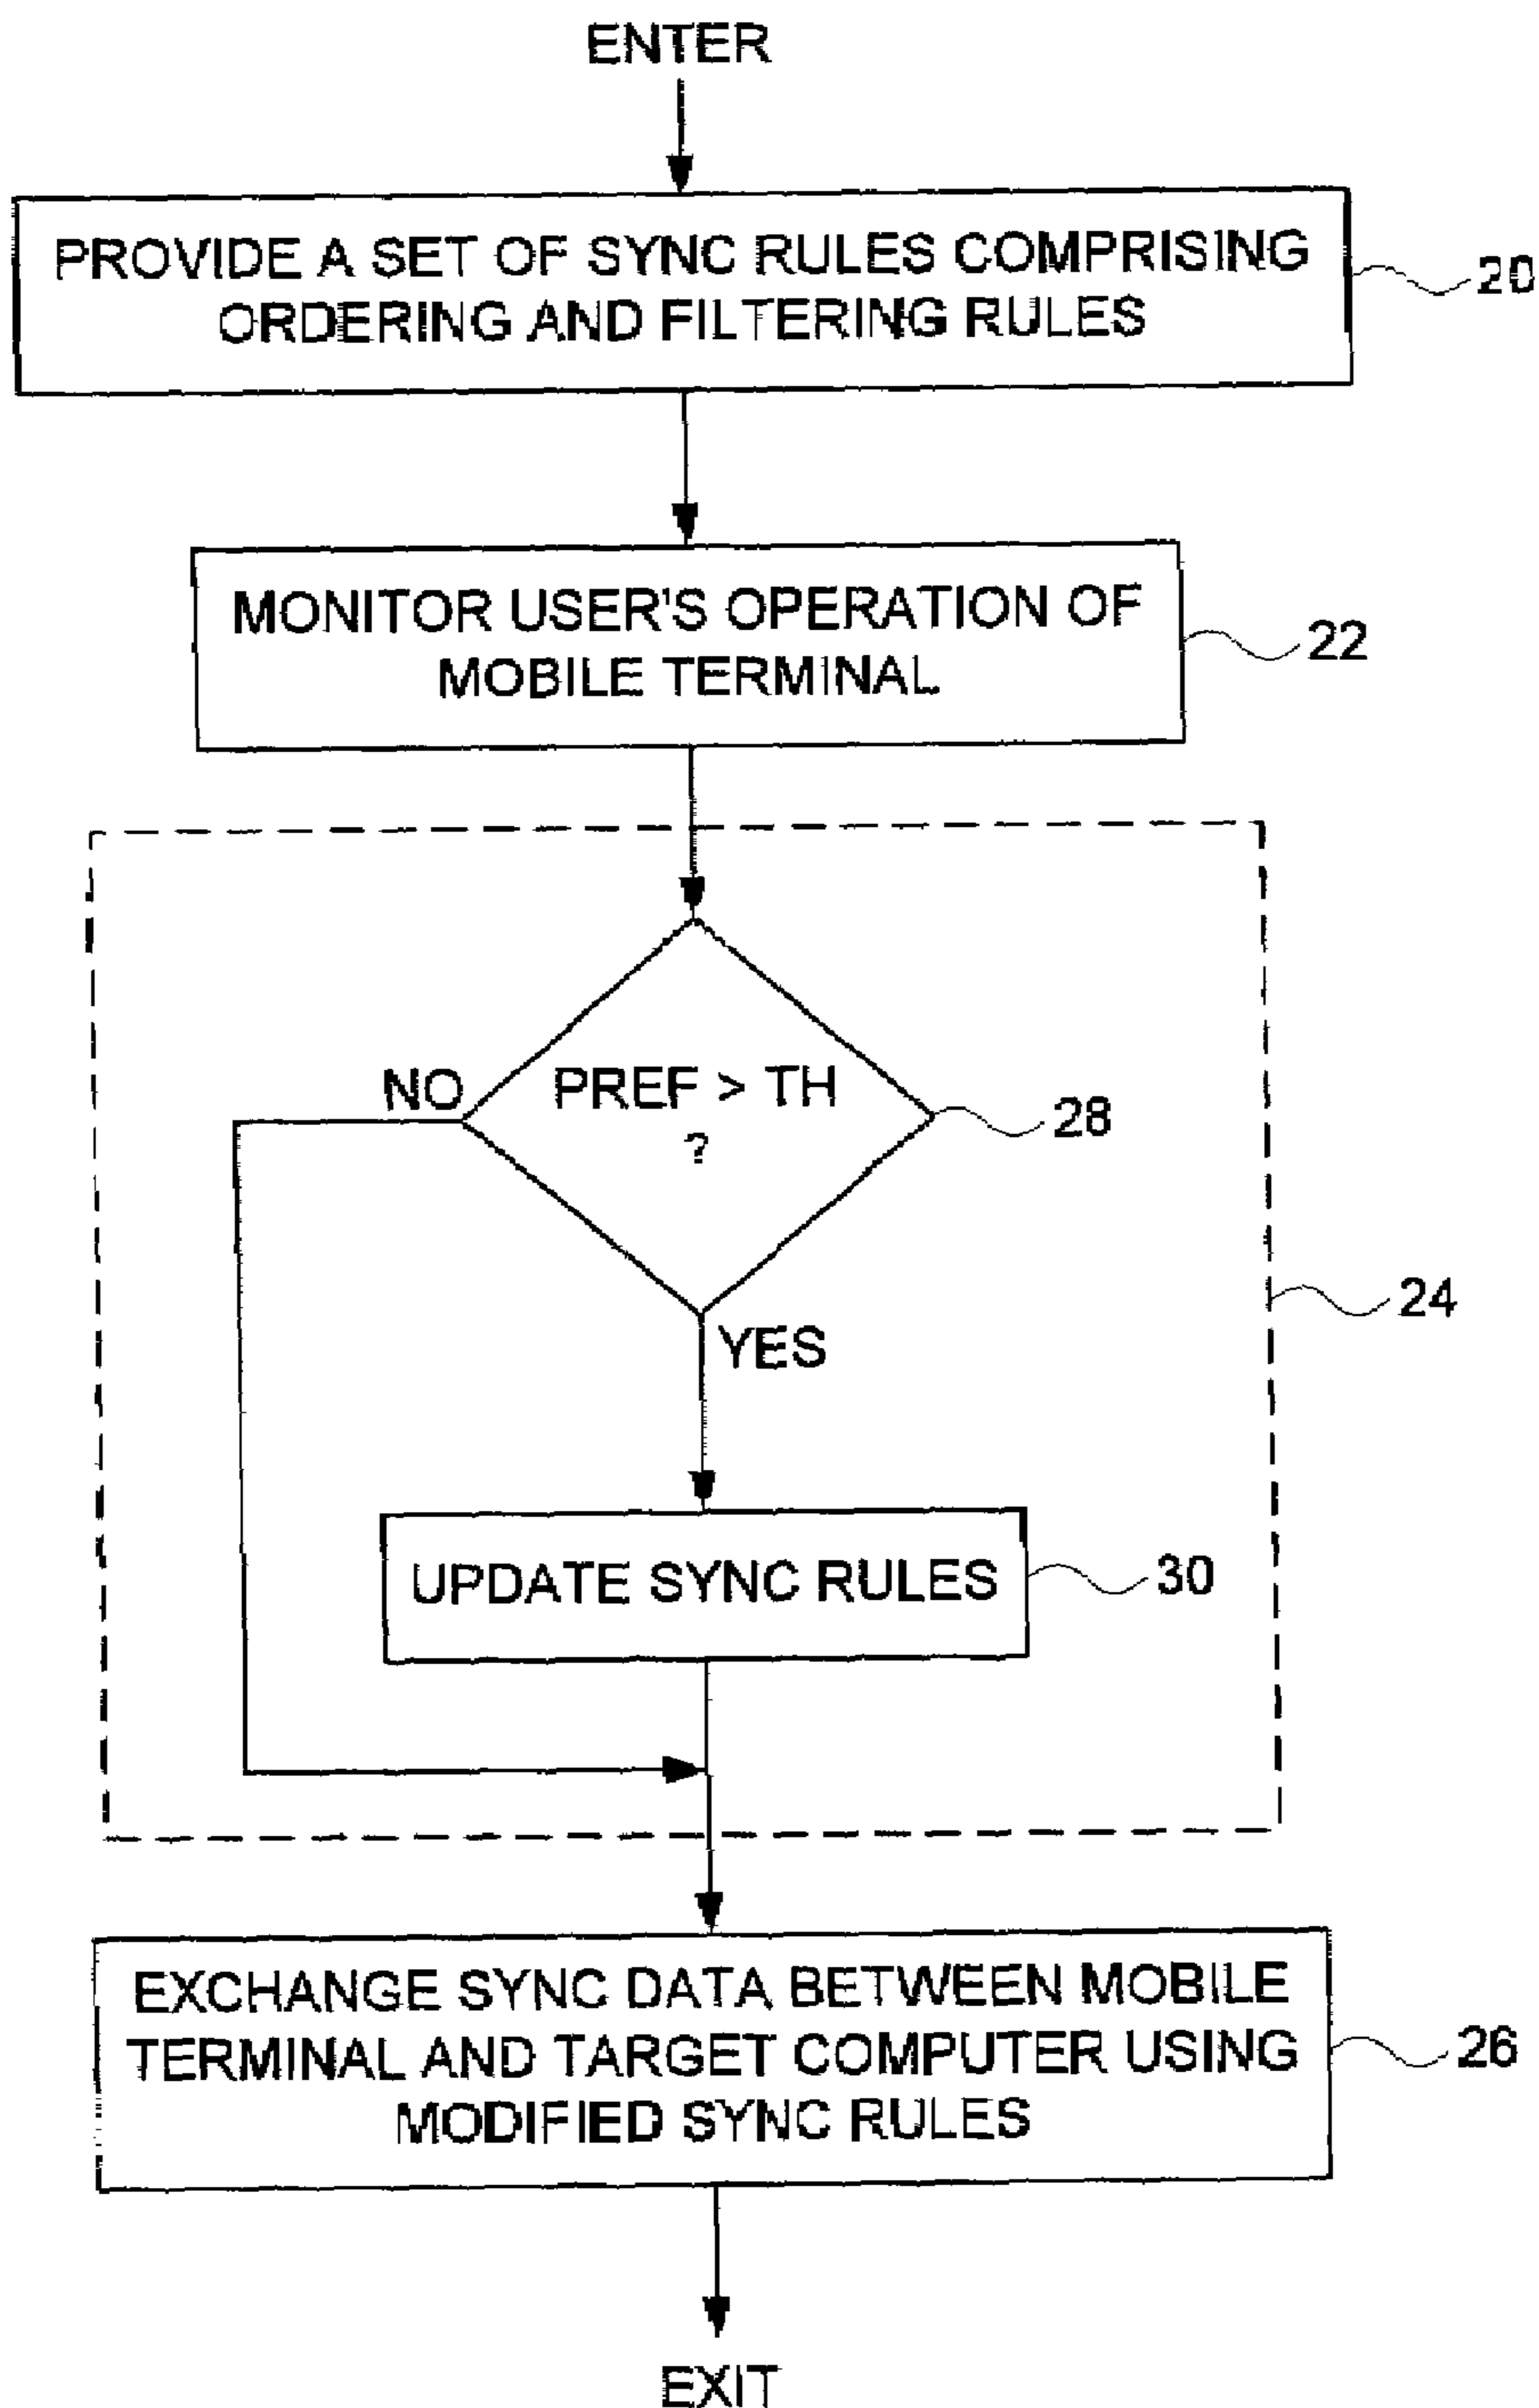 ENTER
PROVIDE A SET OF SYNC RULES COMPRISING
ORDERING AND FILTERING RULES
20
MONITOR USER'S OPERATION OF
MOBILE TERMINAL
22
NO
PREF > TH
?
28
24
YES
UPDATE SYNC RULES
30
EXCHANGE SYNC DATA BETWEEN MOBILE
TERMINAL AND TARGET COMPUTER USING
MODIFIED SYNC RULES
26
EXIT